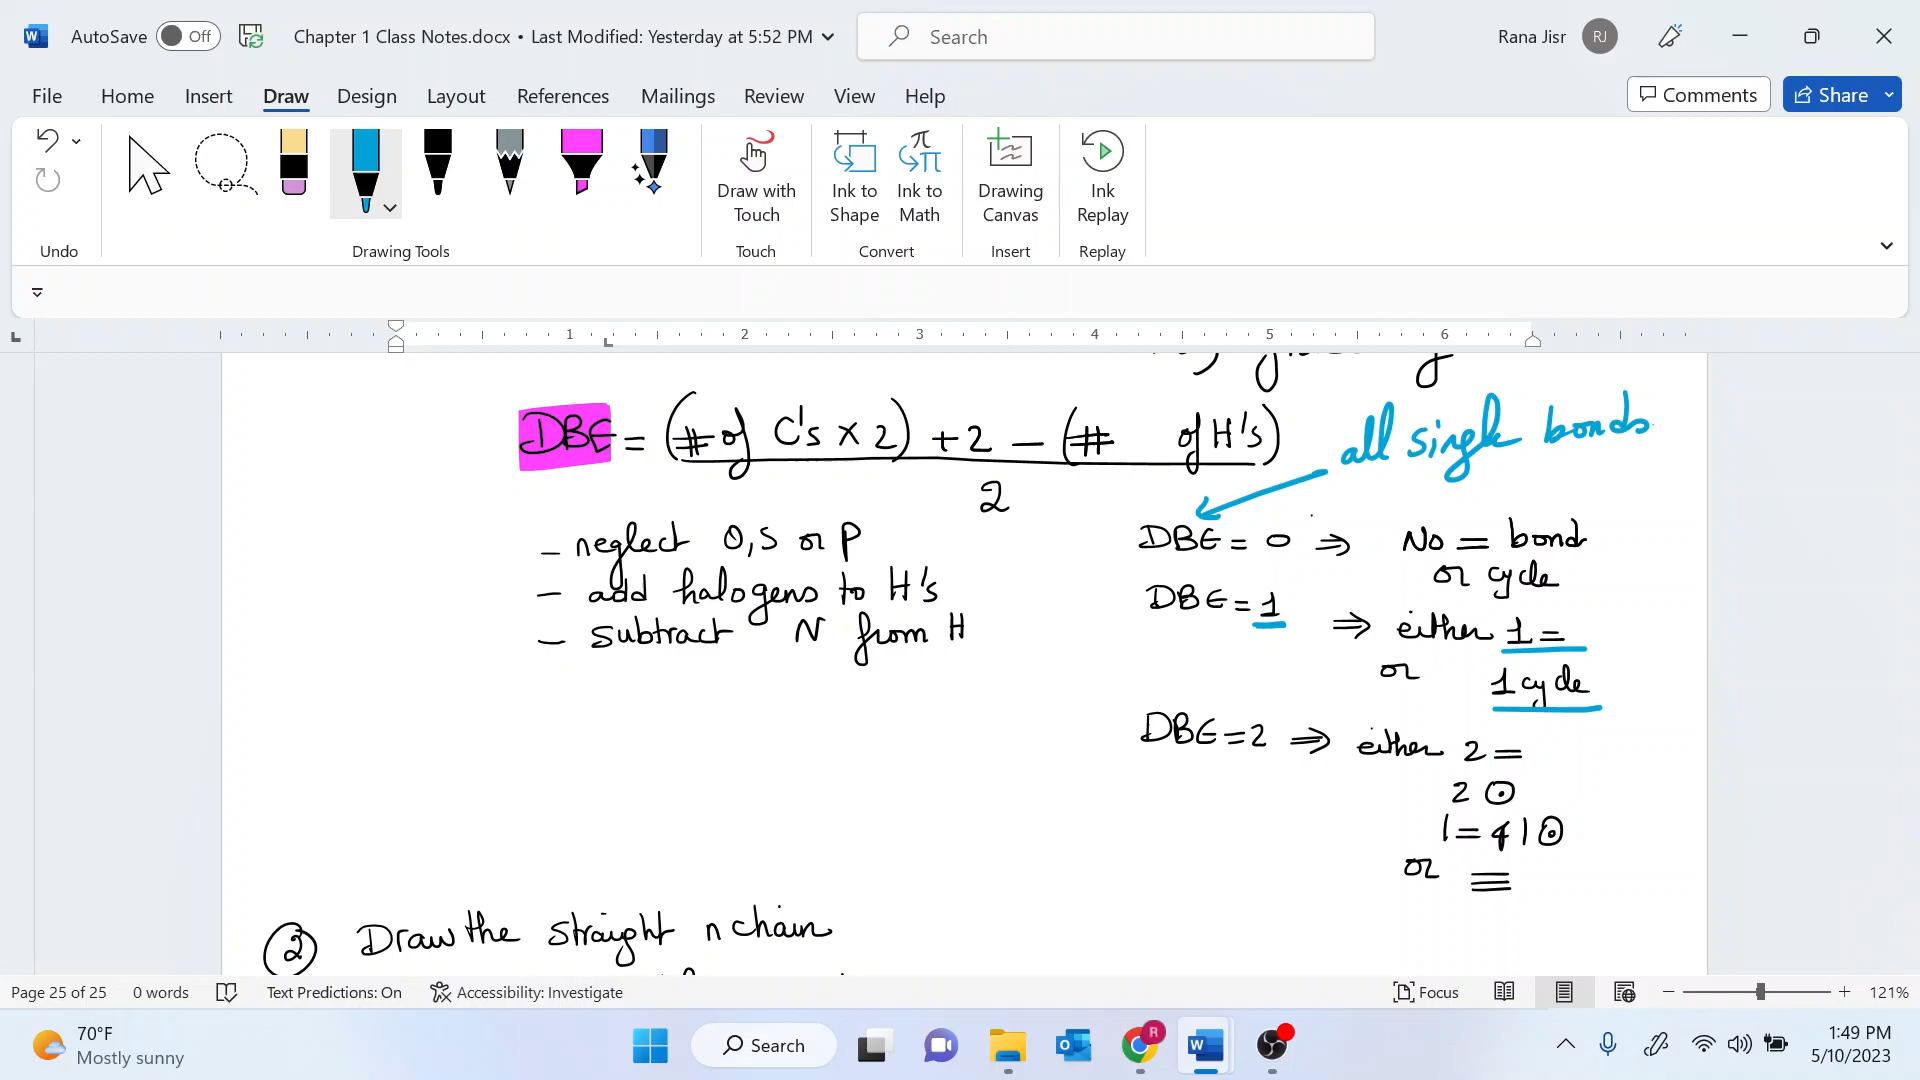 AutoSave Off Chapter 1 Class Notes.docx • Last Modified: Yesterday at 5:52 PM Search Rana Jisr RJ
File Home Insert Draw Design Layout References Mailings Review View Help Comments Share
Draw with Touch
Ink to Shape
Ink to Math
Drawing Canvas
Ink Replay
Undo Drawing Tools Touch Convert Insert Replay
1 2 3 4 5 6
all single bonds
DBE = (# of C's x 2) + 2 - (# of H's)
2
- neglect O, S or P
- add halogens to H's
- subtract N from H
DBE = 0 ⇒ No = bond
or cycle
DBE = 1 ⇒ either 1 =
or 1 cycle
DBE = 2 ⇒ either 2 =
2 ⊙
1 = & 1 ⊙
or ≡
② Draw the straight n chain
Page 25 of 25 0 words Text Predictions: On Accessibility: Investigate Focus 121%
70°F
Mostly sunny
Search
1:49 PM
5/10/2023